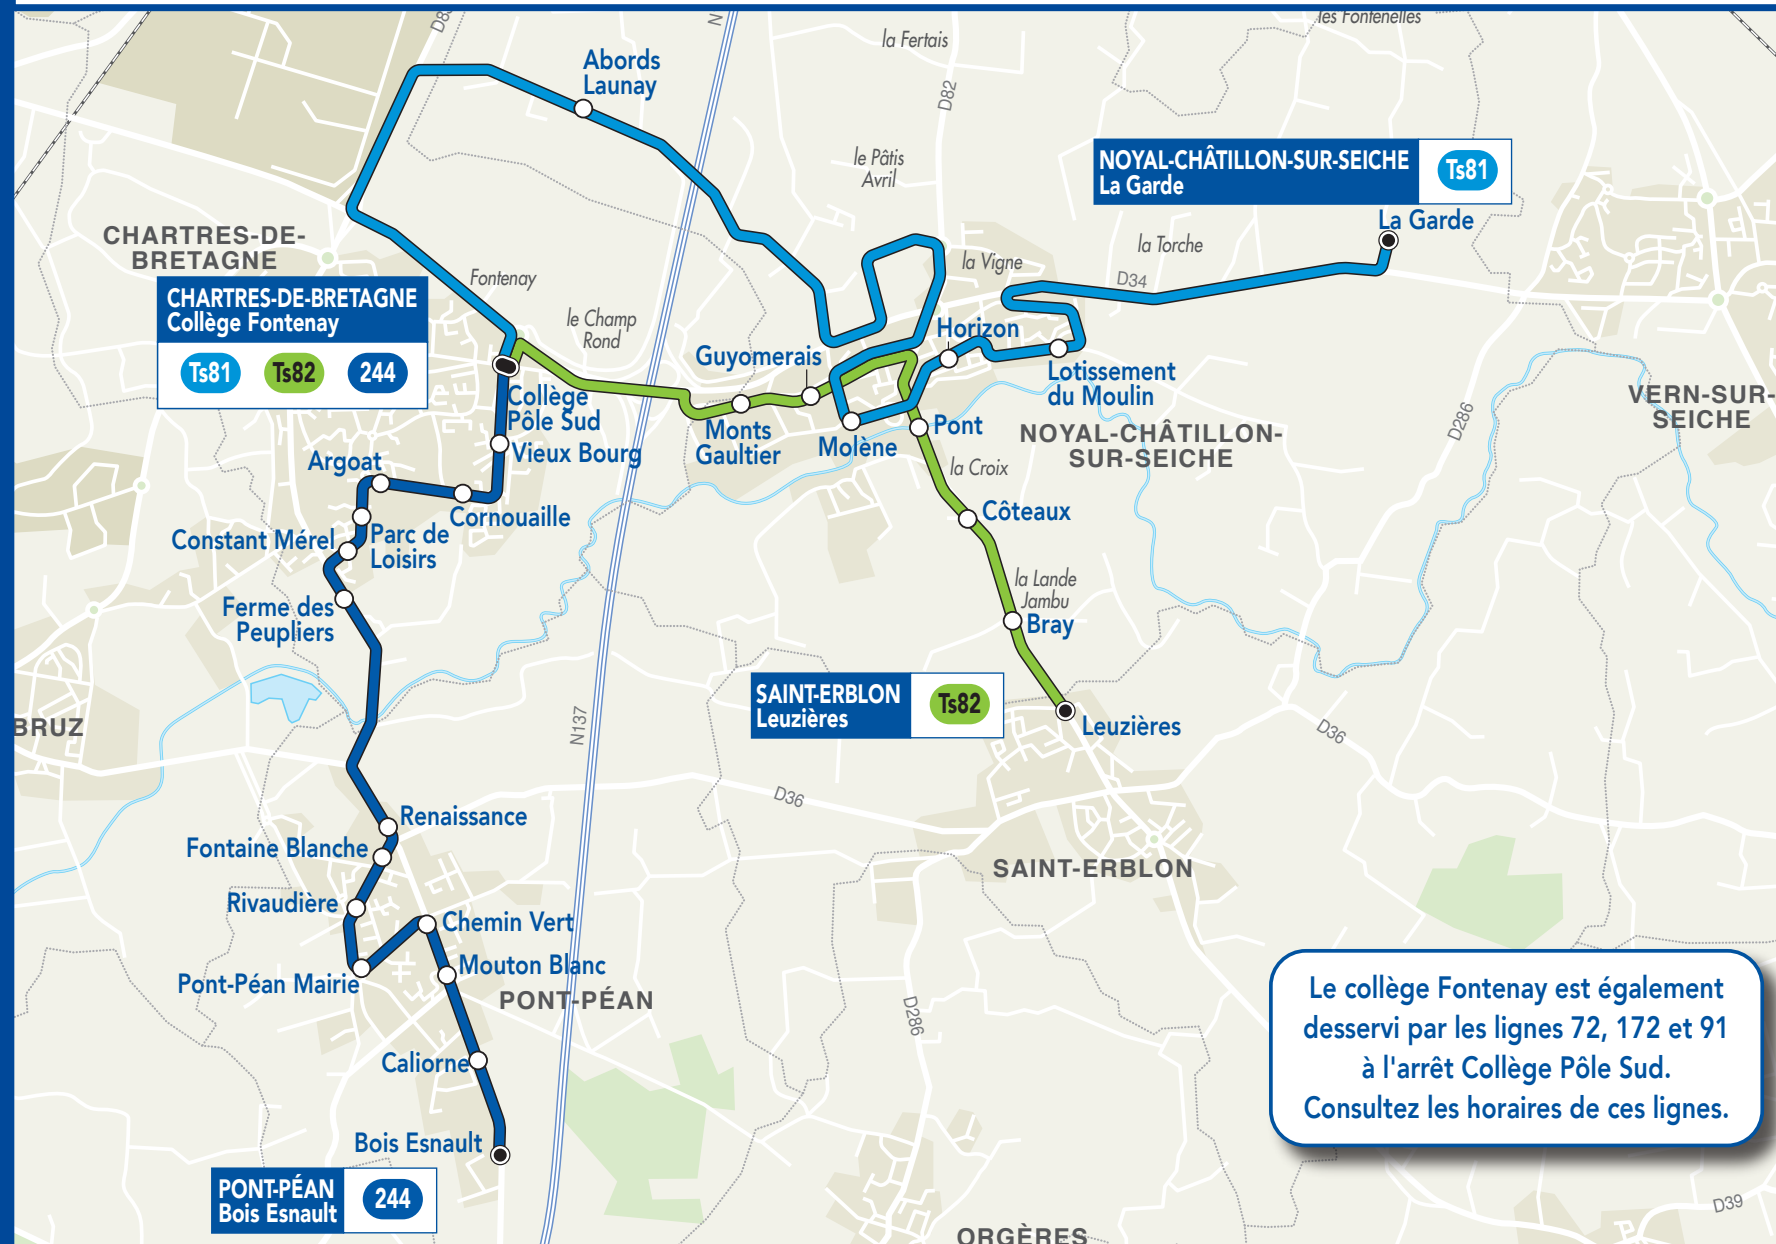 les Fontenelles
D83
N
la Fertais
Abords
Launay
D82
le Pâtis
Avril
NOYAL-CHÂTILLON-SUR-SEICHE
La Garde
Ts81
La Garde
CHARTRES-DE-
BRETAGNE
la Torche
la Vigne
D34
Fontenay
CHARTRES-DE-BRETAGNE
Collège Fontenay
Ts81
Ts82
244
le Champ
Rond
Horizon
Guyomerais
Lotissement
du Moulin
Collège
Pôle Sud
VERN-SUR-
SEICHE
D286
Monts
Gaultier
Molène
Pont
NOYAL-CHÂTILLON-
SUR-SEICHE
Vieux Bourg
Argoat
la Croix
Cornouaille
Côteaux
Constant Mérel
Parc de
Loisirs
la Lande
Jambu
Ferme des
Peupliers
Bray
SAINT-ERBLON
Leuzières
Ts82
Leuzières
BRUZ
N137
D36
D36
Renaissance
Fontaine Blanche
SAINT-ERBLON
Rivaudière
Chemin Vert
Mouton Blanc
Pont-Péan Mairie
PONT-PÉAN
D286
Le collège Fontenay est également
desservi par les lignes 72, 172 et 91
à l'arrêt Collège Pôle Sud.
Consultez les horaires de ces lignes.
Caliorne
Bois Esnault
PONT-PÉAN
Bois Esnault
244
D39
ORGÈRES